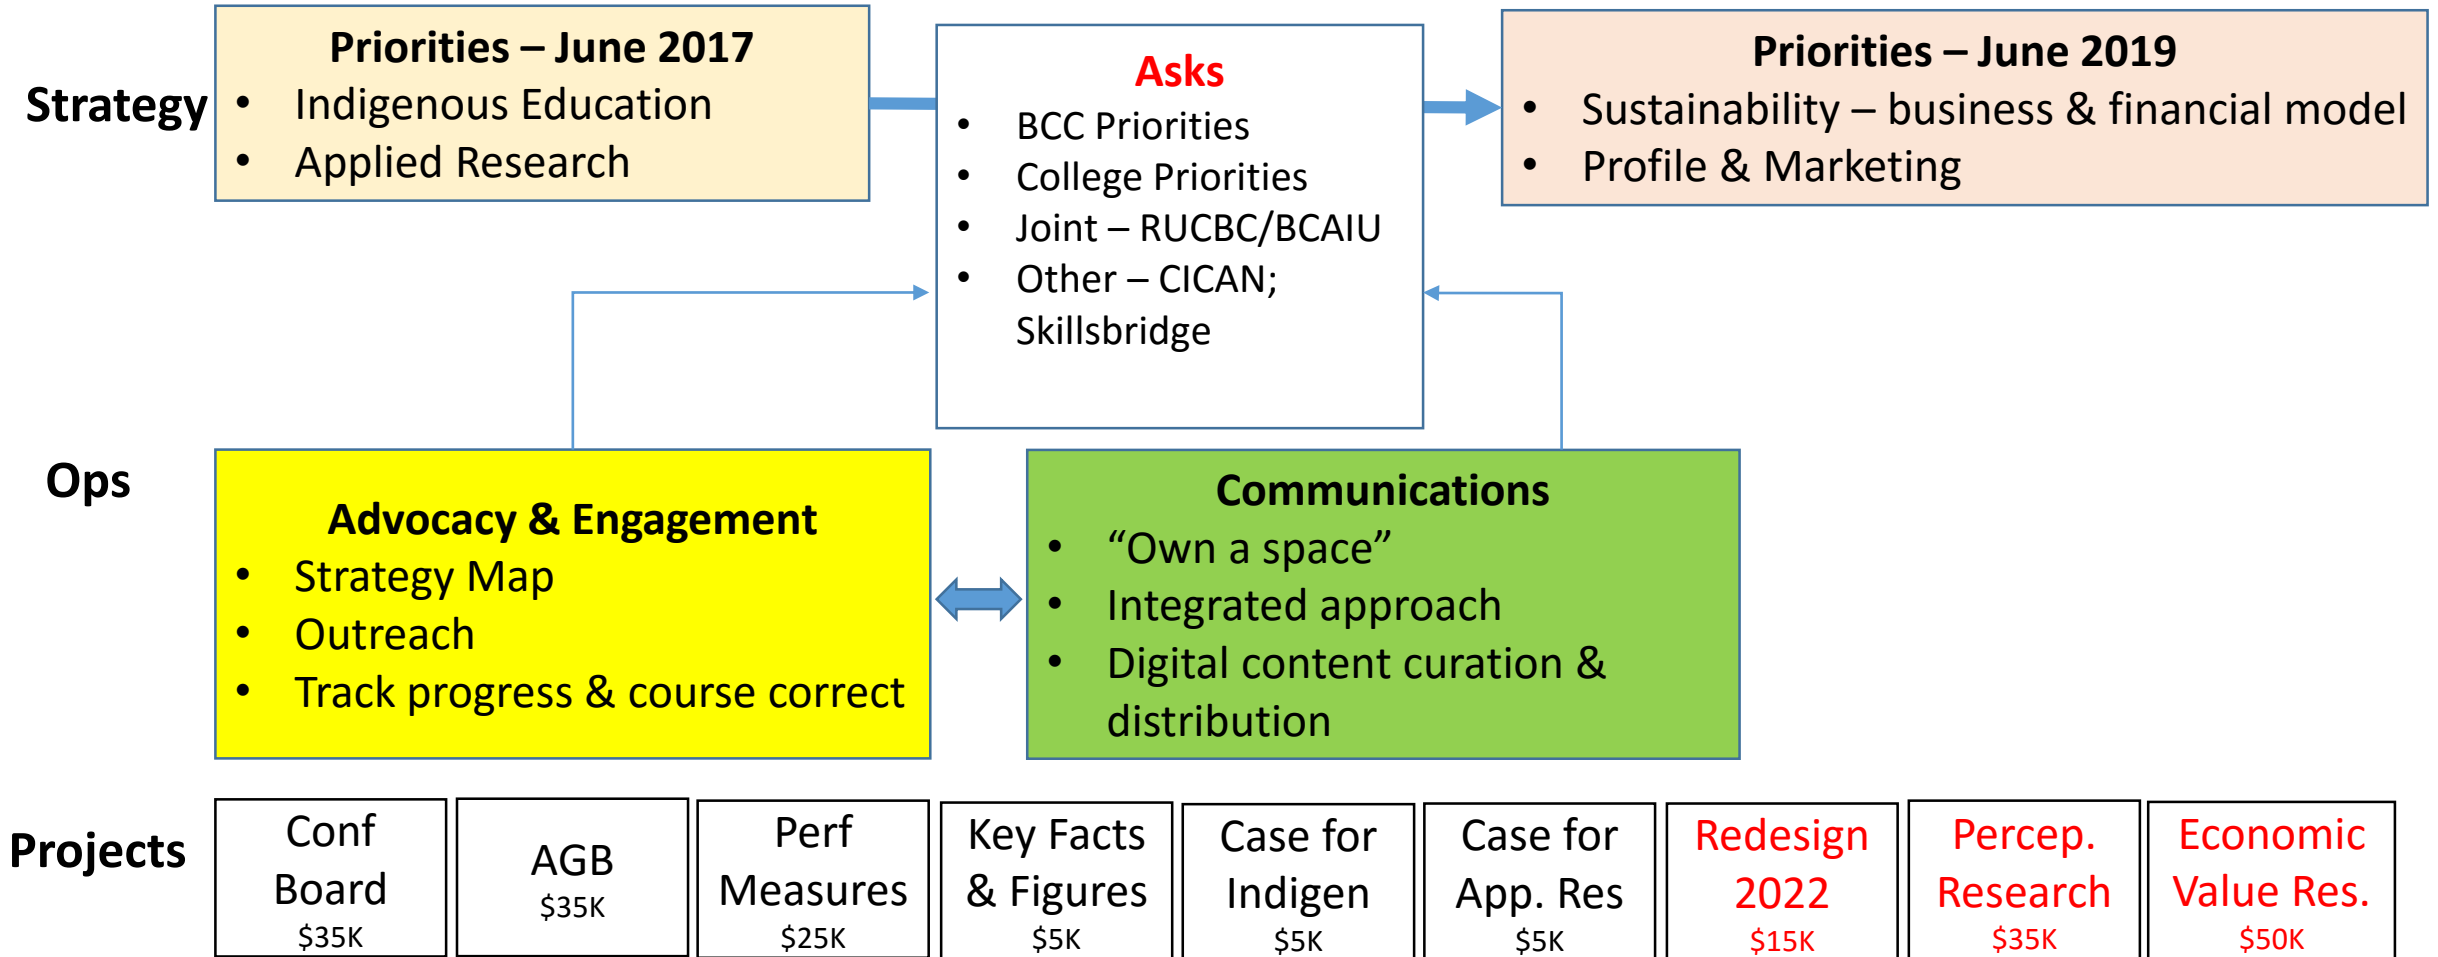 Strategy
Priorities – June 2017
• Indigenous Education
• Applied Research
Asks
• BCC Priorities
• College Priorities
• Joint – RUCBC/BCAIU
• Other – CICAN;
Skillsbridge
Priorities – June 2019
• Sustainability – business & financial model
• Profile & Marketing
Ops
Advocacy & Engagement
• Strategy Map
• Outreach
• Track progress & course correct
Communications
• “Own a space”
• Integrated approach
• Digital content curation &
distribution
Projects
Conf
Board
$35K
AGB
$35K
Perf
Measures
$25K
Key Facts
& Figures
$5K
Case for
Indigen
$5K
Case for
App. Res
$5K
Redesign
2022
$15K
Percep.
Research
$35K
Economic
Value Res.
$50K